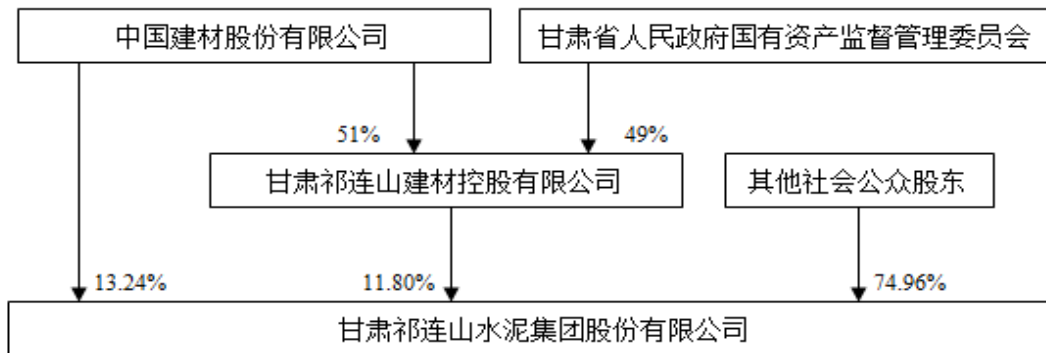 中国建材股份有限公司
甘肃省人民政府国有资产监督管理委员会
51%
49%
甘肃祁连山建材控股有限公司
其他社会公众股东
13.24%
11.80%
74.96%
甘肃祁连山水泥集团股份有限公司